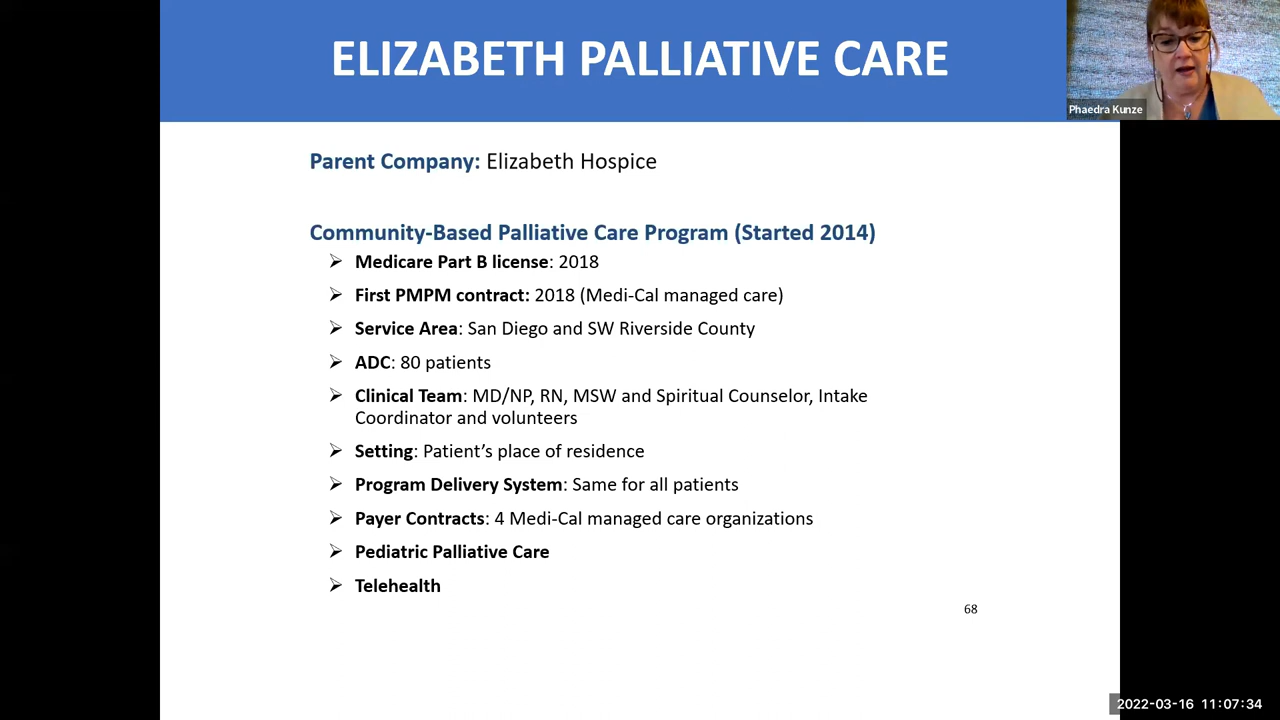 ELIZABETH PALLIATIVE CARE
Phaedra Kunze
Parent Company: Elizabeth Hospice
Community-Based Palliative Care Program (Started 2014)
➢ Medicare Part B license: 2018
➢ First PMPM contract: 2018 (Medi-Cal managed care)
➢ Service Area: San Diego and SW Riverside County
➢ ADC: 80 patients
➢ Clinical Team: MD/NP, RN, MSW and Spiritual Counselor, Intake
Coordinator and volunteers
➢ Setting: Patient’s place of residence
➢ Program Delivery System: Same for all patients
➢ Payer Contracts: 4 Medi-Cal managed care organizations
➢ Pediatric Palliative Care
➢ Telehealth
68
2022-03-16 11:07:34